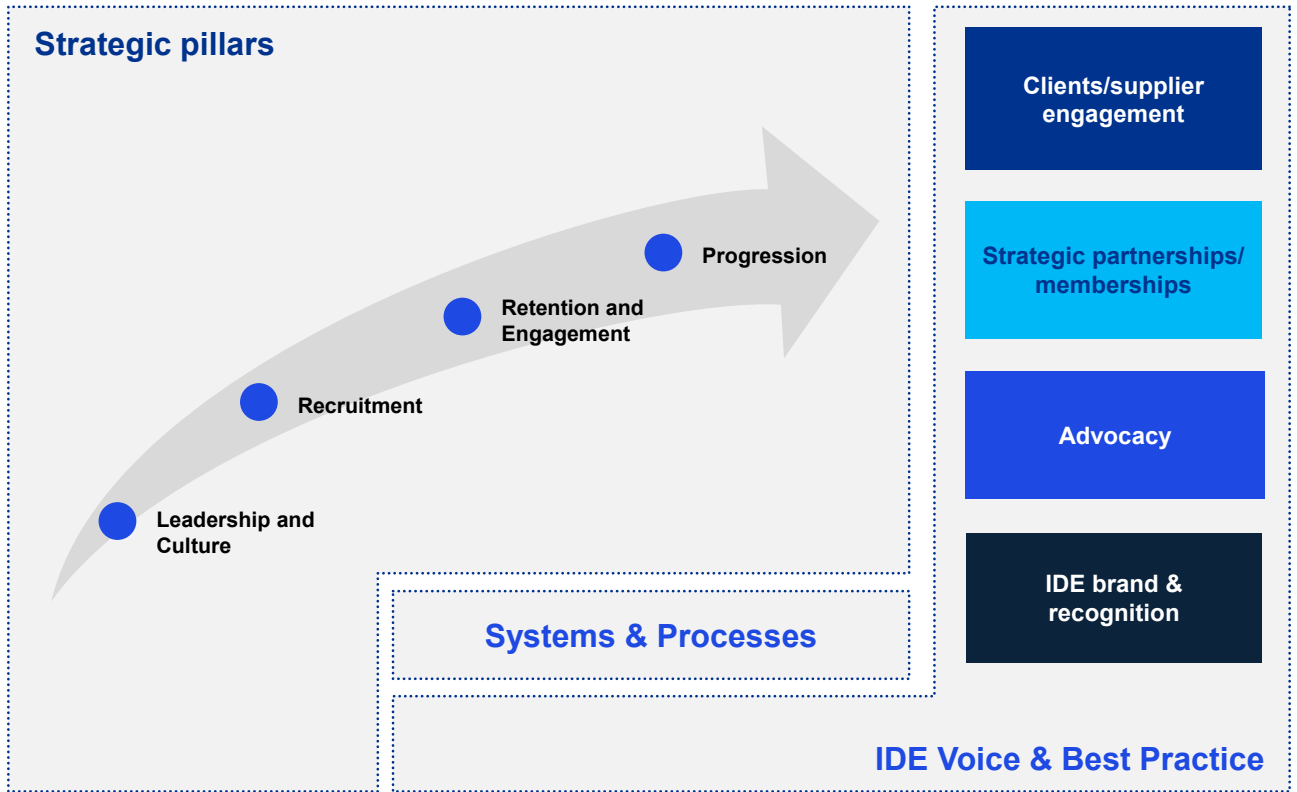 Strategic pillars
Progression
Retention and
Engagement
Recruitment
Leadership and
Culture
Systems & Processes
Clients/supplier
engagement
Strategic partnerships/
memberships
Advocacy
IDE brand &
recognition
IDE Voice & Best Practice